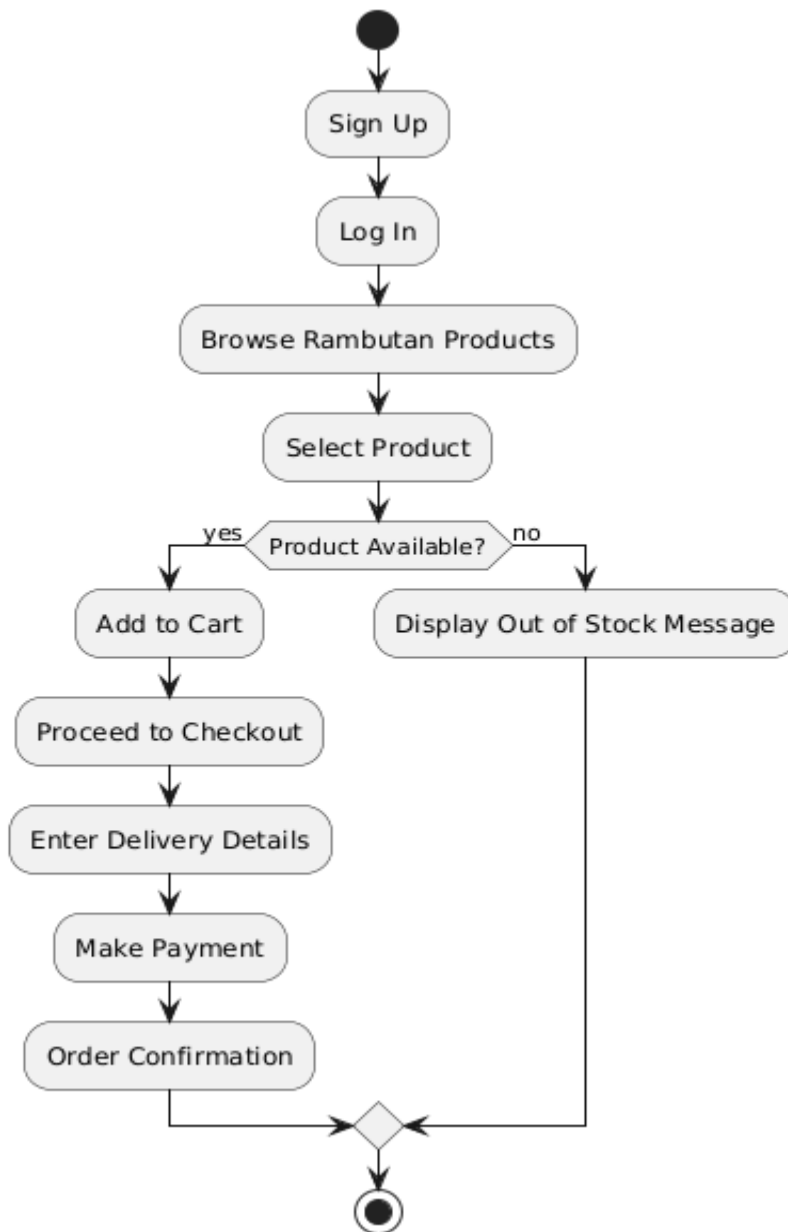 Sign Up
Log In
Browse Rambutan Products
Select Product
yes
Product Available?
no
Add to Cart
Display Out of Stock Message
Proceed to Checkout
Enter Delivery Details
Make Payment
Order Confirmation